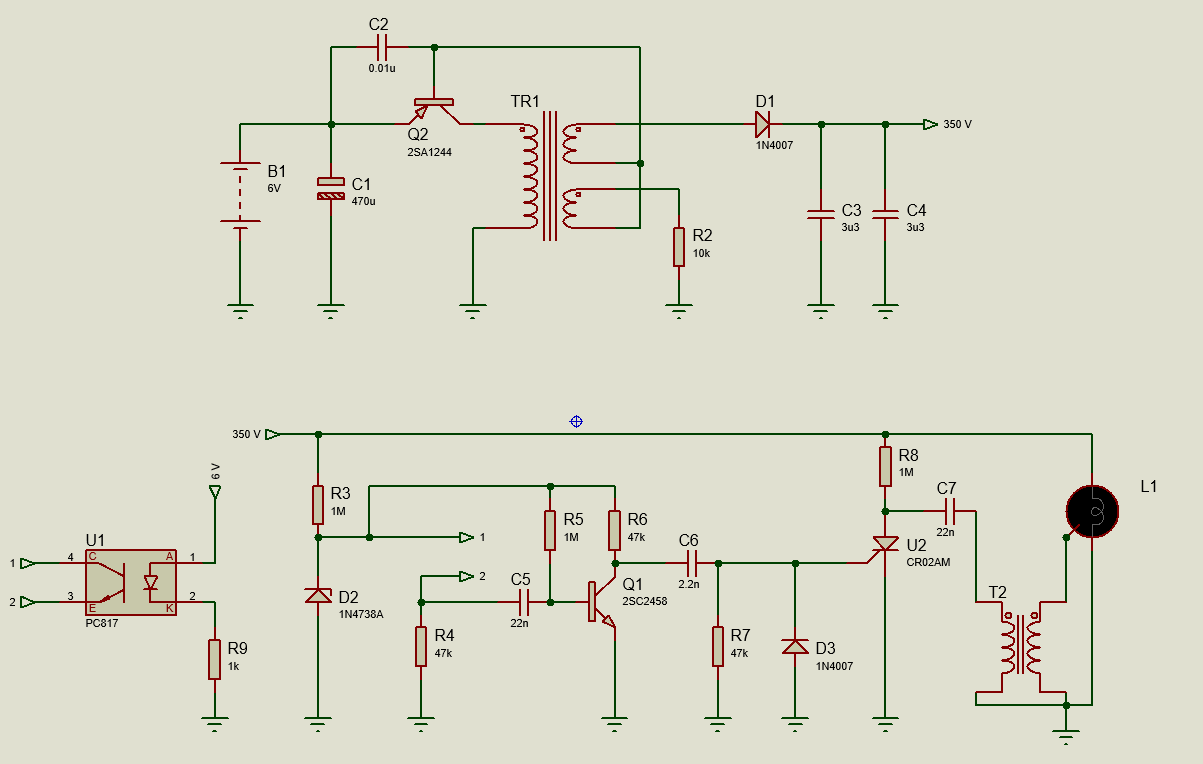 C2
0.01u
Q2
2SA1244
TR1
D1
1N4007
350 V
B1
6V
C1
470u
R2
10k
C3
3u3
C4
3u3
350 V
6 V
R3
1M
R8
1M
C7
22n
L1
U1
1
4
C
A
1
2
3
E
K
2
PC817
R9
1k
1
2
D2
1N4738A
R4
47k
C5
22n
R5
1M
R6
47k
Q1
2SC2458
C6
2.2n
R7
47k
D3
1N4007
U2
CR02AM
T2